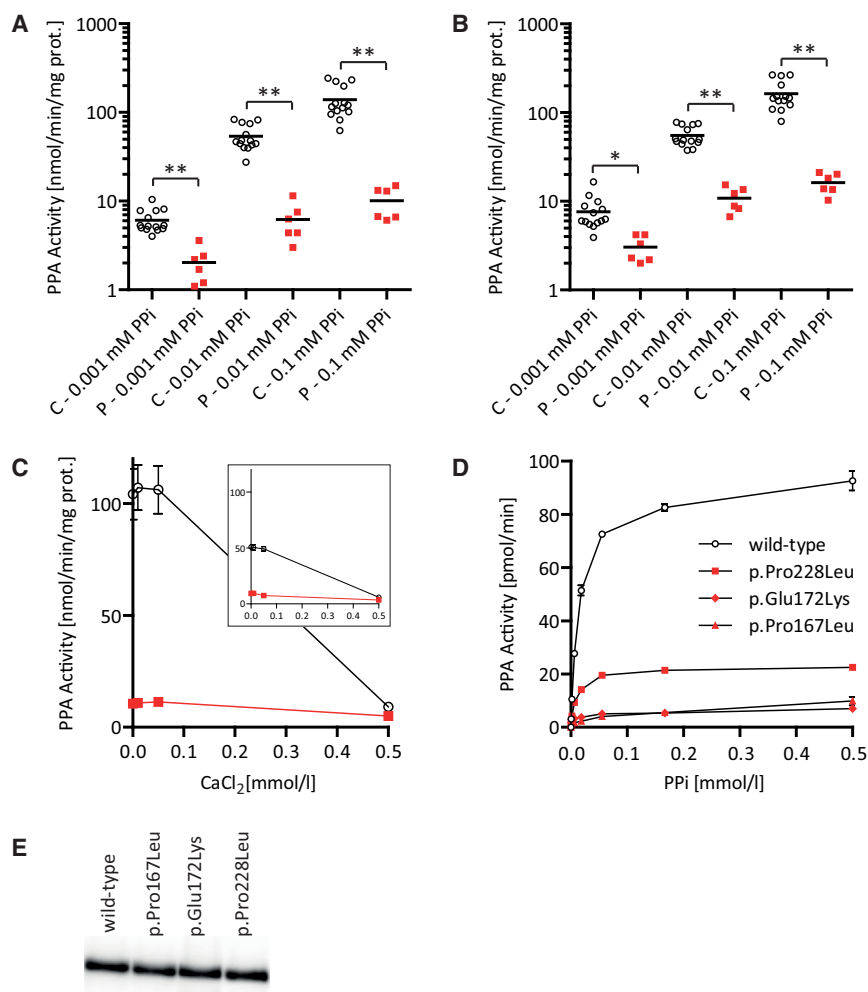 A
PPA Activity [nmol/min/mg prot.]
1000
100
10
1
**
**
**
C - 0.001 mM PPi
P - 0.001 mM PPi
C - 0.01 mM PPi
P - 0.01 mM PPi
C - 0.1 mM PPi
P - 0.1 mM PPi
B
PPA Activity [nmol/min/mg prot.]
1000
100
10
1
*
**
**
C - 0.001 mM PPi
P - 0.001 mM PPi
C - 0.01 mM PPi
P - 0.01 mM PPi
C - 0.1 mM PPi
P - 0.1 mM PPi
C
PPA Activity [nmol/min/mg prot.]
100
50
0
0.0 0.1 0.2 0.3 0.4 0.5
CaCl₂[mmol/l]
100
50
0
0.0 0.1 0.2 0.3 0.4 0.5
D
PPA Activity [pmol/min]
100
80
60
40
20
0
0.0 0.1 0.2 0.3 0.4 0.5
PPi [mmol/l]
wild-type
p.Pro228Leu
p.Glu172Lys
p.Pro167Leu
E
wild-type
p.Pro167Leu
p.Glu172Lys
p.Pro228Leu